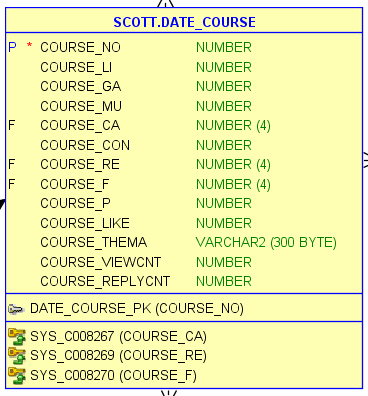 SCOTT.DATE_COURSE
P * COURSE_NO NUMBER
COURSE_LI NUMBER
COURSE_GA NUMBER
COURSE_MU NUMBER
F COURSE_CA NUMBER (4)
COURSE_CON NUMBER
F COURSE_RE NUMBER (4)
F COURSE_F NUMBER (4)
COURSE_P NUMBER
COURSE_LIKE NUMBER
COURSE_THEMA VARCHAR2 (300 BYTE)
COURSE_VIEWCNT NUMBER
COURSE_REPLYCNT NUMBER
DATE_COURSE_PK (COURSE_NO)
SYS_C008267 (COURSE_CA)
SYS_C008269 (COURSE_RE)
SYS_C008270 (COURSE_F)